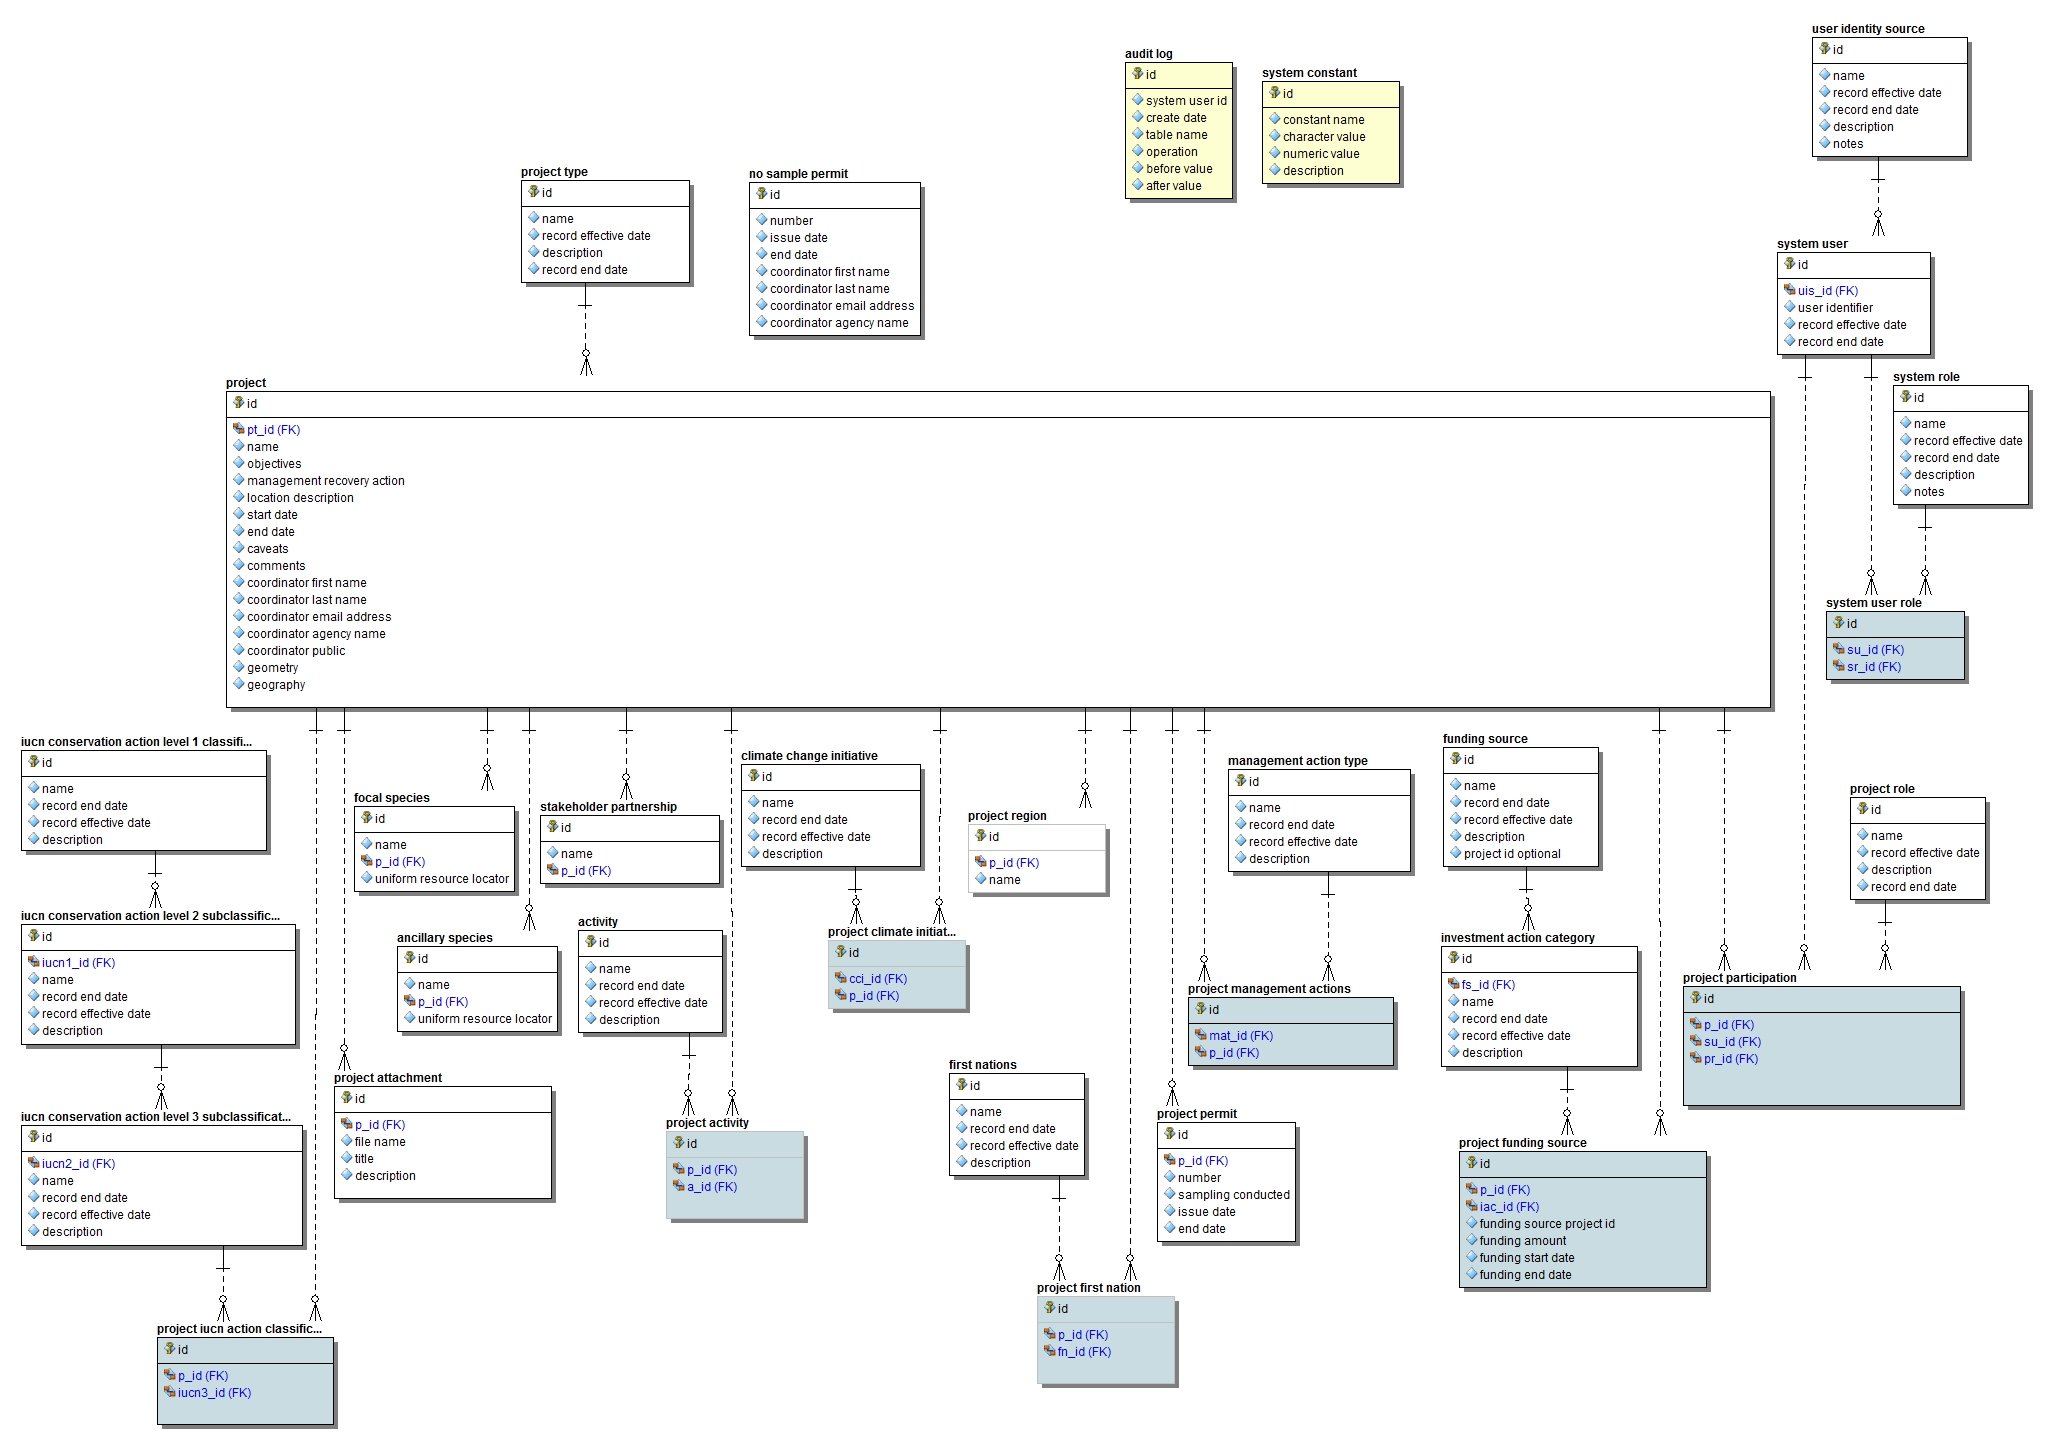 user identity source
id
name
record effective date
record end date
description
notes
audit log
id
system user id
create date
table name
operation
before value
after value
system constant
id
constant name
character value
numeric value
description
project type
id
name
record effective date
description
record end date
no sample permit
id
number
issue date
end date
coordinator first name
coordinator last name
coordinator email address
coordinator agency name
system user
id
uis_id (FK)
user identifier
record effective date
record end date
system role
id
name
record effective date
record end date
description
notes
system user role
id
su_id (FK)
sr_id (FK)
project
id
pt_id (FK)
name
objectives
management recovery action
location description
start date
end date
caveats
comments
coordinator first name
coordinator last name
coordinator email address
coordinator agency name
coordinator public
geometry
geography
iucn conservation action level 1 classifi...
id
name
record end date
record effective date
description
iucn conservation action level 2 subclassific...
id
iucn1_id (FK)
name
record end date
record effective date
description
iucn conservation action level 3 subclassificat...
id
iucn2_id (FK)
name
record end date
record effective date
description
project iucn action classific...
id
p_id (FK)
iucn3_id (FK)
focal species
id
name
p_id (FK)
uniform resource locator
ancillary species
id
name
p_id (FK)
uniform resource locator
project attachment
id
p_id (FK)
file name
title
description
stakeholder partnership
id
name
p_id (FK)
activity
id
name
record end date
record effective date
description
project activity
id
p_id (FK)
a_id (FK)
climate change initiative
id
name
record end date
record effective date
description
project climate initiat...
id
cci_id (FK)
p_id (FK)
project region
id
p_id (FK)
name
first nations
id
name
record end date
record effective date
description
project first nation
id
p_id (FK)
fn_id (FK)
management action type
id
name
record end date
record effective date
description
project management actions
id
mat_id (FK)
p_id (FK)
project permit
id
p_id (FK)
number
sampling conducted
issue date
end date
funding source
id
name
record end date
record effective date
description
project id optional
investment action category
id
fs_id (FK)
name
record end date
record effective date
description
project funding source
id
p_id (FK)
iac_id (FK)
funding source project id
funding amount
funding start date
funding end date
project role
id
name
record effective date
description
record end date
project participation
id
p_id (FK)
su_id (FK)
pr_id (FK)